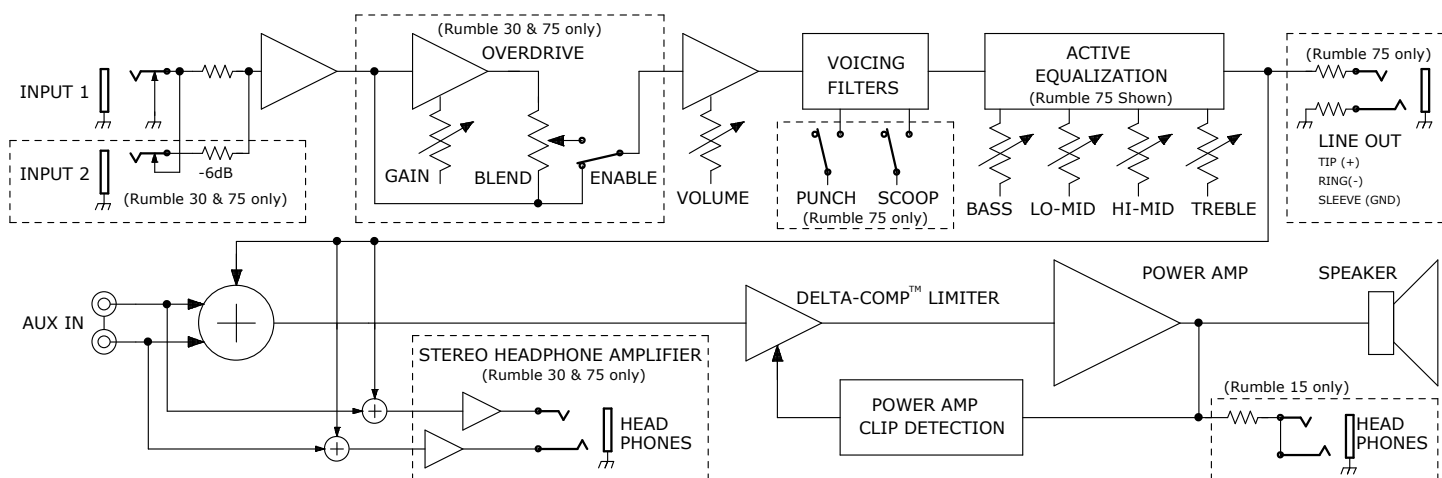 (Rumble 30 & 75 only)
OVERDRIVE
INPUT 1
INPUT 2
-6dB
(Rumble 30 & 75 only)
GAIN
BLEND
ENABLE
VOLUME
VOICING
FILTERS
PUNCH
SCOOP
(Rumble 75 only)
ACTIVE
EQUALIZATION
(Rumble 75 Shown)
BASS
LO-MID
HI-MID
TREBLE
(Rumble 75 only)
LINE OUT
TIP (+)
RING(-)
SLEEVE (GND)
AUX IN
STEREO HEADPHONE AMPLIFIER
(Rumble 30 & 75 only)
HEAD
PHONES
DELTA-COMP™ LIMITER
POWER AMP
CLIP DETECTION
POWER AMP
SPEAKER
(Rumble 15 only)
HEAD
PHONES